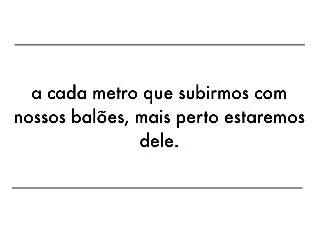 a cada metro que subirmos com
nossos balões, mais perto estaremos
dele.